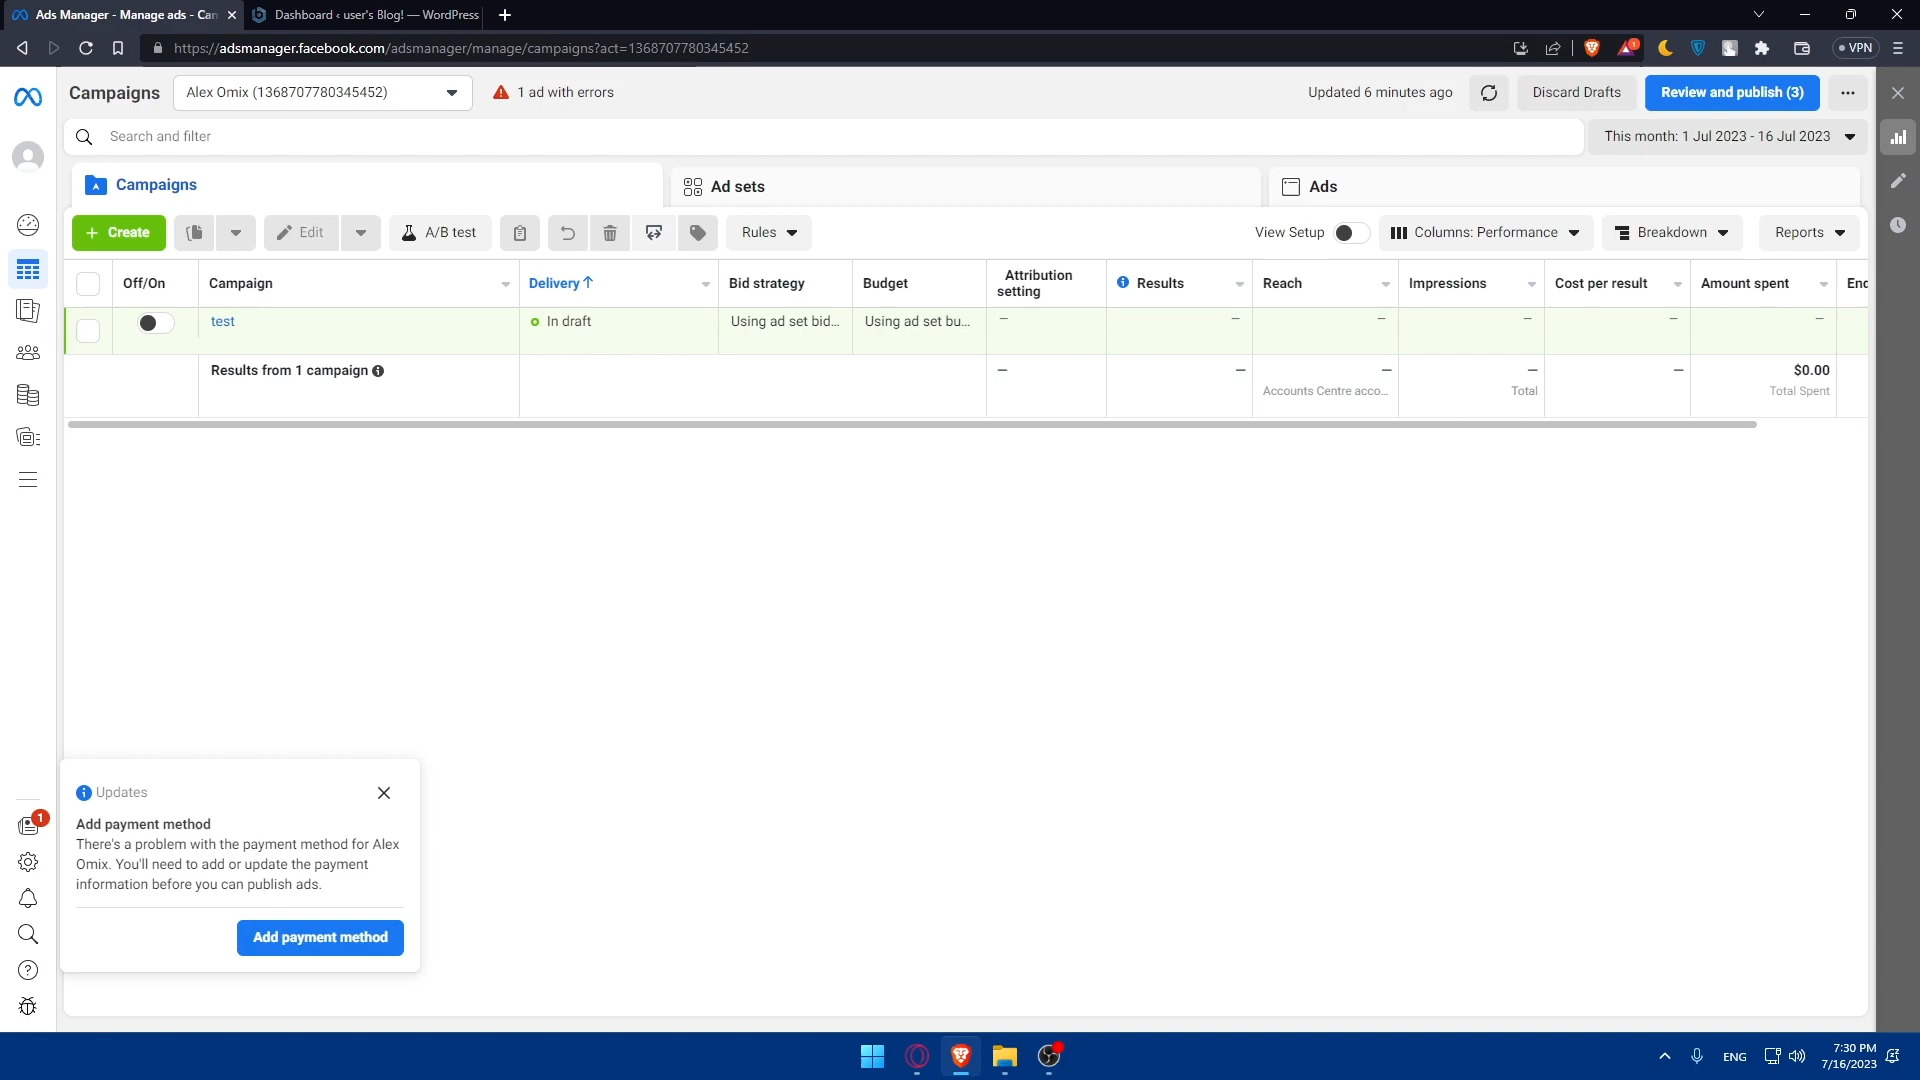 Ads Manager - Manage ads - Can
Dashboard ‹ user's Blog! — WordPress
https://adsmanager.facebook.com/adsmanager/manage/campaigns?act=1368707780345452
1
VPN
Campaigns
Alex Omix (1368707780345452)
1 ad with errors
Updated 6 minutes ago
Discard Drafts
Review and publish (3)
Search and filter
This month: 1 Jul 2023 - 16 Jul 2023
Campaigns
Ad sets
Ads
+ Create
Edit
A/B test
Rules
View Setup
Columns: Performance
Breakdown
Reports
Off/On
Campaign
Delivery ↑
Bid strategy
Budget
Attribution
setting
Results
Reach
Impressions
Cost per result
Amount spent
End
test
In draft
Using ad set bid...
Using ad set bu...
—
—
—
—
—
—
Results from 1 campaign
—
—
—
—
—
$0.00
Accounts Centre acco...
Total
Total Spent
Updates
Add payment method
There's a problem with the payment method for Alex
Omix. You'll need to add or update the payment
information before you can publish ads.
Add payment method
1
ENG
7:30 PM
7/16/2023